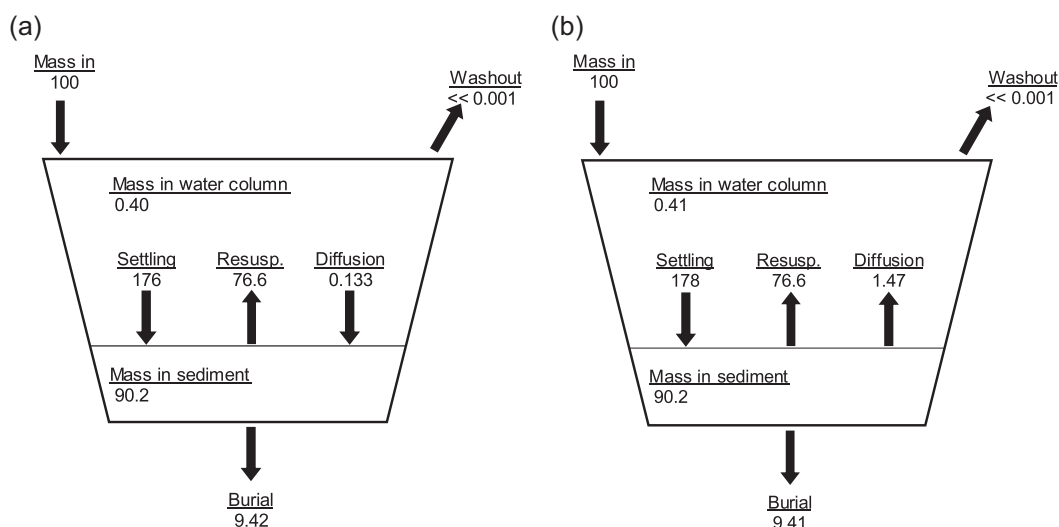 (a)
Mass in
100
Washout
<< 0.001
Mass in water column
0.40
Settling
176
Resusp.
76.6
Diffusion
0.133
Mass in sediment
90.2
Burial
9.42
(b)
Mass in
100
Washout
<< 0.001
Mass in water column
0.41
Settling
178
Resusp.
76.6
Diffusion
1.47
Mass in sediment
90.2
Burial
9.41